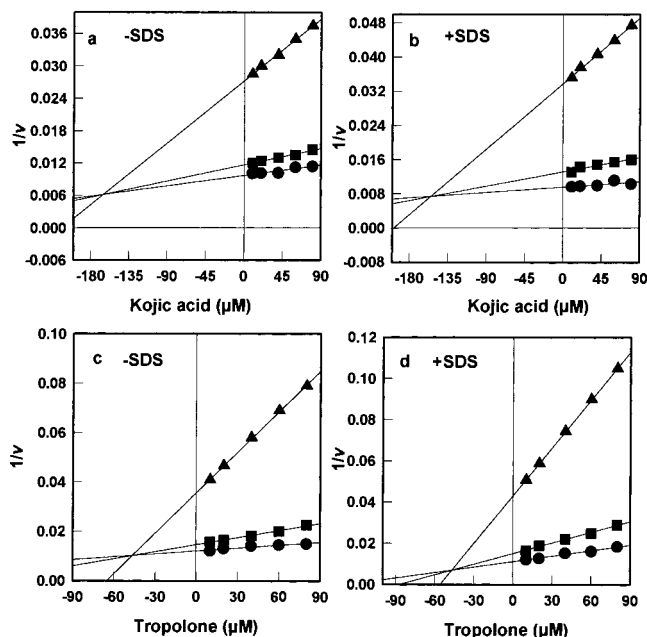 a -SDS
0.036
0.030
0.024
0.018
0.012
0.006
0.000
-0.006
1/v
-180 -135 -90 -45 0 45 90
Kojic acid (µM)
b +SDS
0.048
0.040
0.032
0.024
0.016
0.008
0.000
-0.008
1/v
-180 -135 -90 -45 0 45 90
Kojic acid (µM)
c -SDS
0.10
0.08
0.06
0.04
0.02
0.00
1/v
-90 -60 -30 0 30 60 90
Tropolone (µM)
d +SDS
0.12
0.10
0.08
0.06
0.04
0.02
0.00
1/v
-90 -60 -30 0 30 60 90
Tropolone (µM)